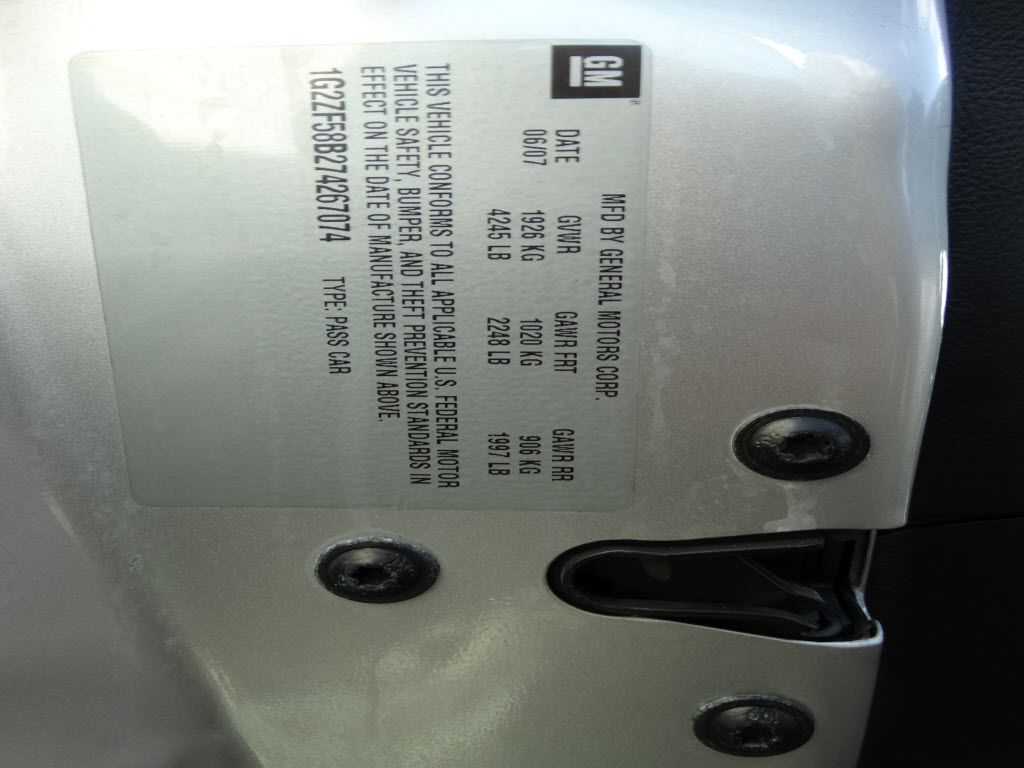 GM
MFD BY GENERAL MOTORS CORP.
DATE GVWR GAWR FRT GAWR RR
06/07 1926 KG 1020 KG 906 KG
4245 LB 2248 LB 1997 LB
THIS VEHICLE CONFORMS TO ALL APPLICABLE U.S. FEDERAL MOTOR
VEHICLE SAFETY, BUMPER, AND THEFT PREVENTION STANDARDS IN
EFFECT ON THE DATE OF MANUFACTURE SHOWN ABOVE.
1G2ZF58B274267074 TYPE: PASS CAR